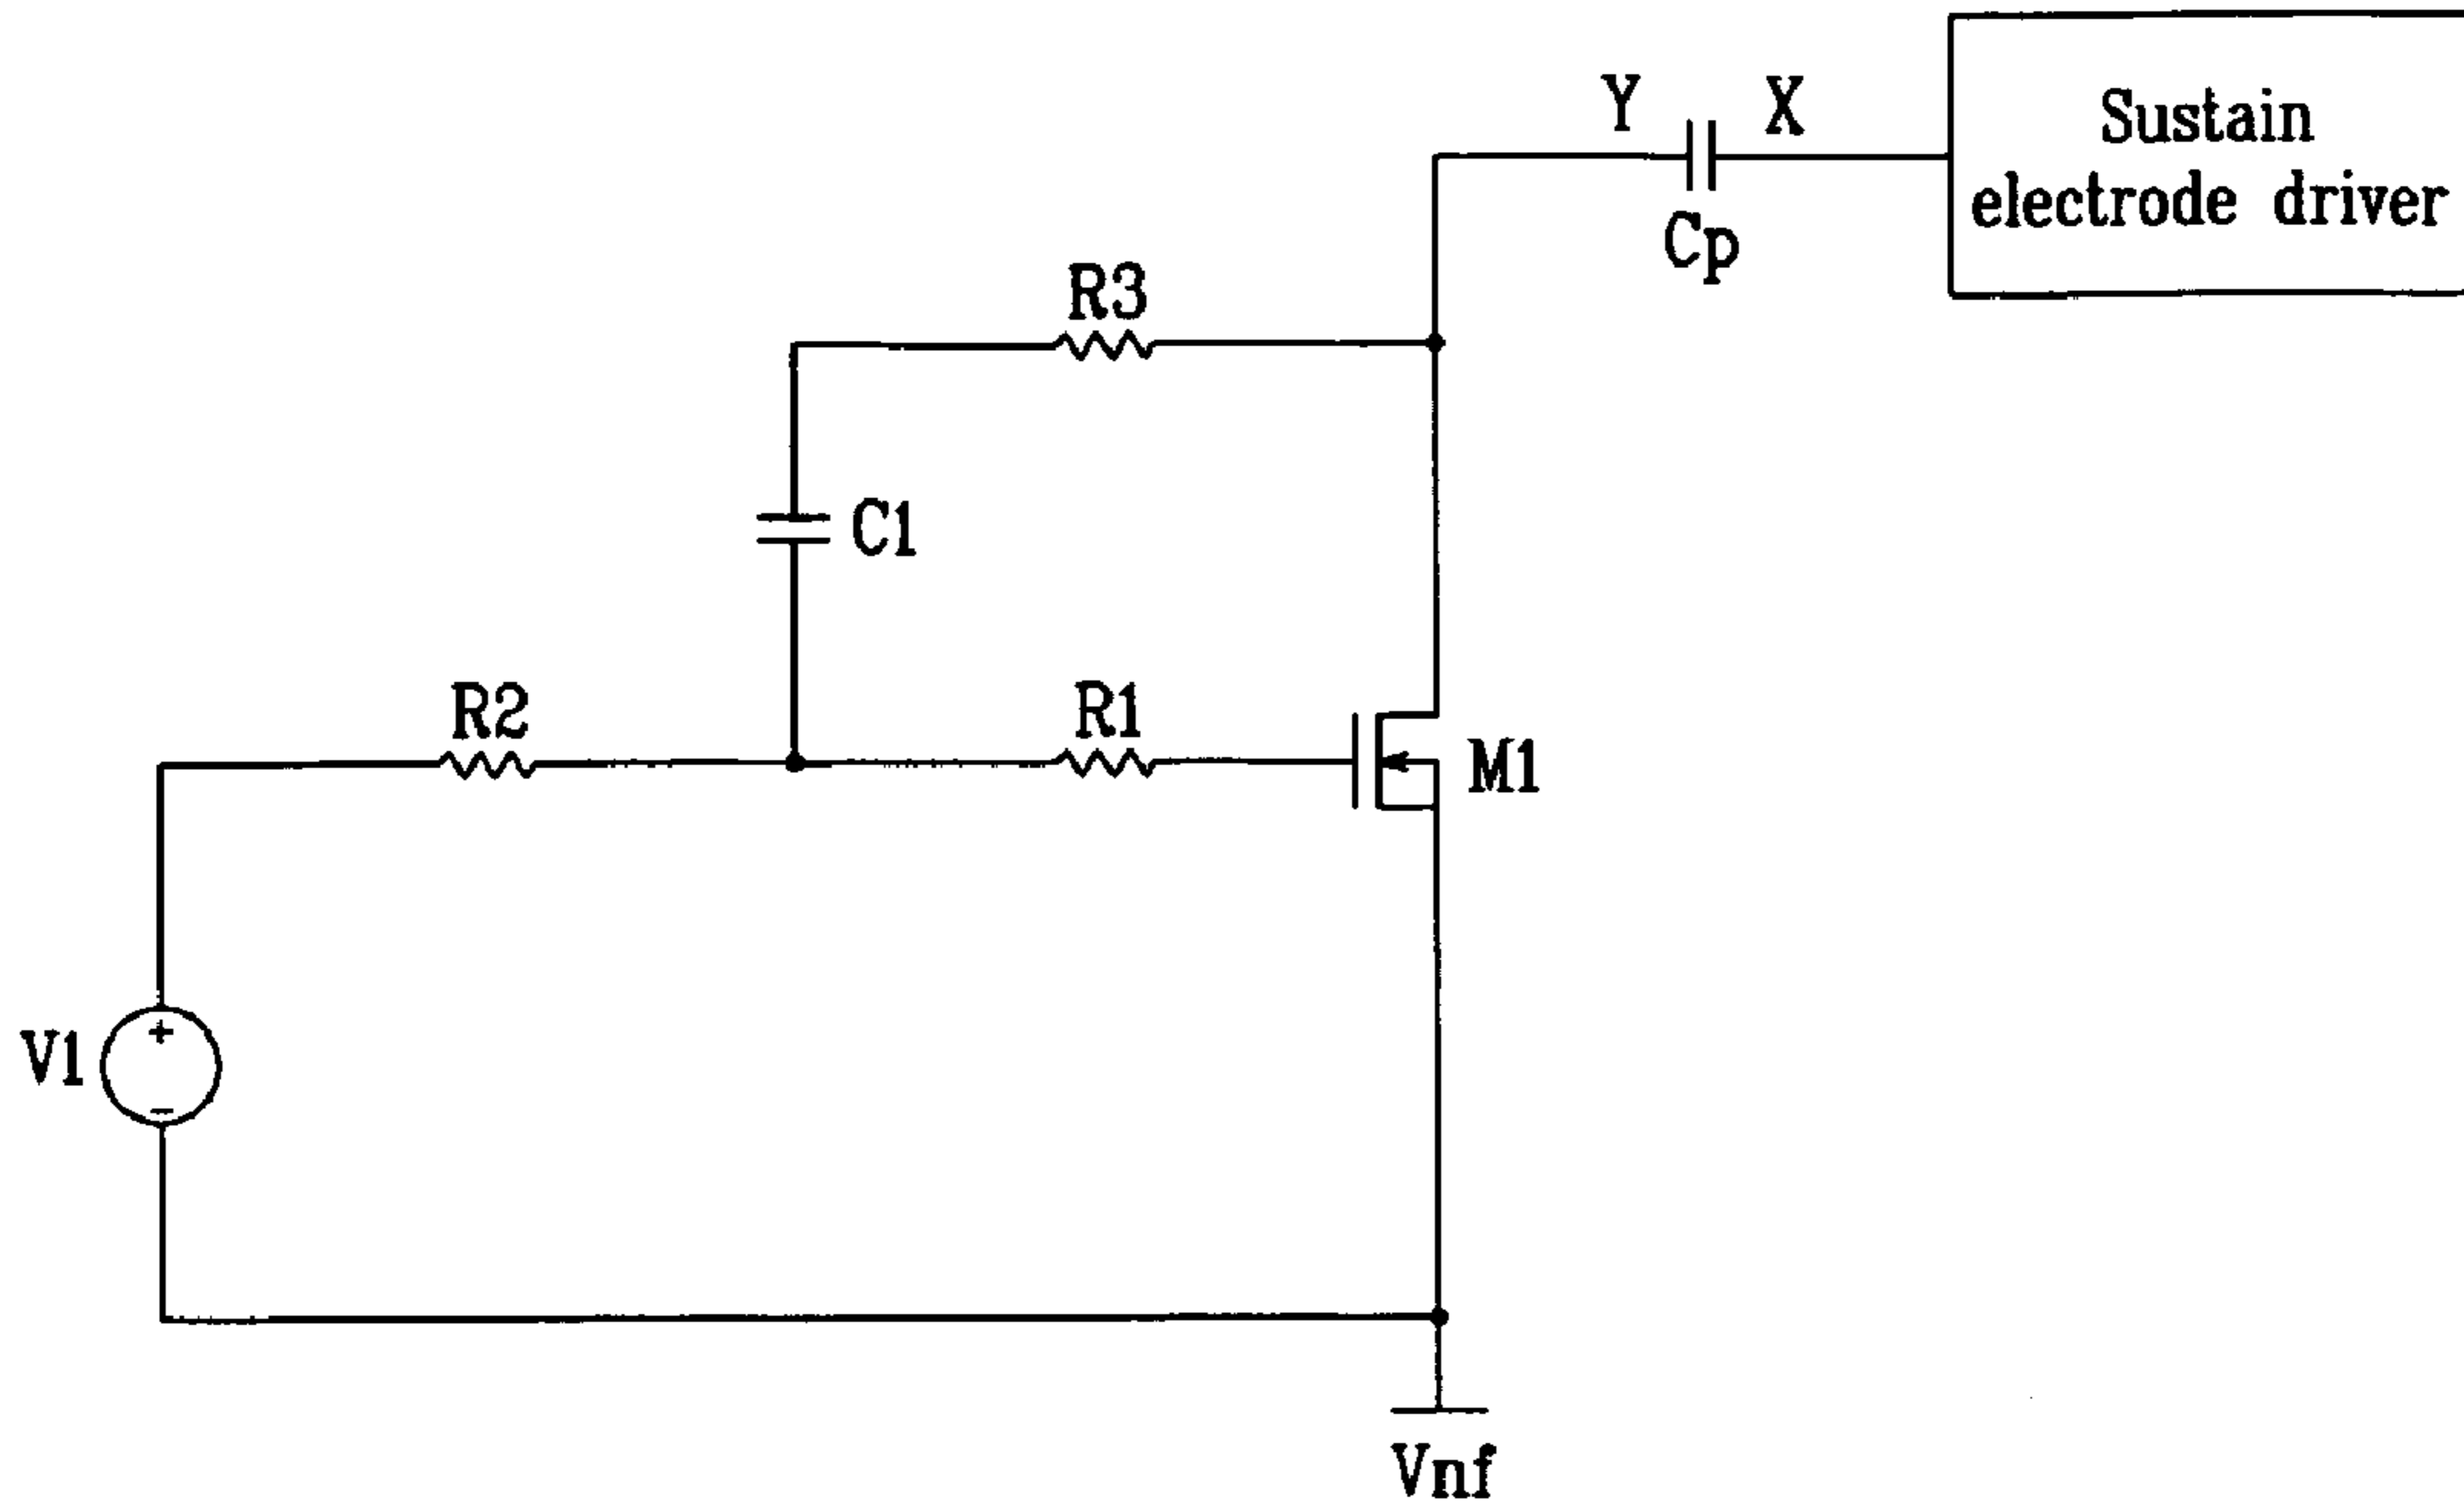 Y
X
Sustain
electrode driver
Cp
R3
C1
R2
R1
M1
V1
+
−
Vnf